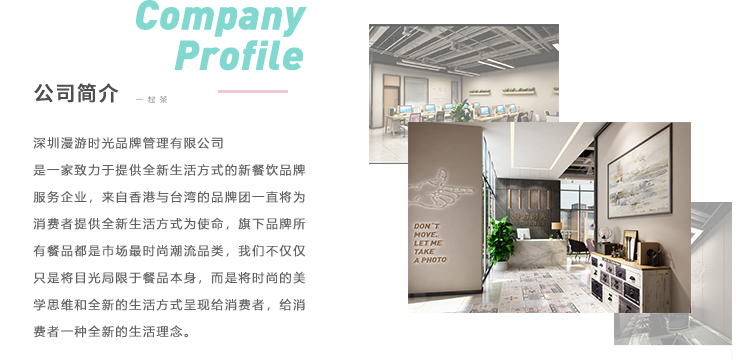 Company
Profile
公司简介
一起茶
深圳漫游时光品牌管理有限公司
是一家致力于提供全新生活方式的新餐饮品牌
服务企业，来自香港与台湾的品牌团一直将为
消费者提供全新生活方式为使命，旗下品牌所
有餐品都是市场最时尚潮流品类，我们不仅仅
只是将目光局限于餐品本身，而是将时尚的美
学思维和全新的生活方式呈现给消费者，给消
费者一种全新的生活理念。
DON'T
MOVE..
LET ME
TAKE
A PHOTO